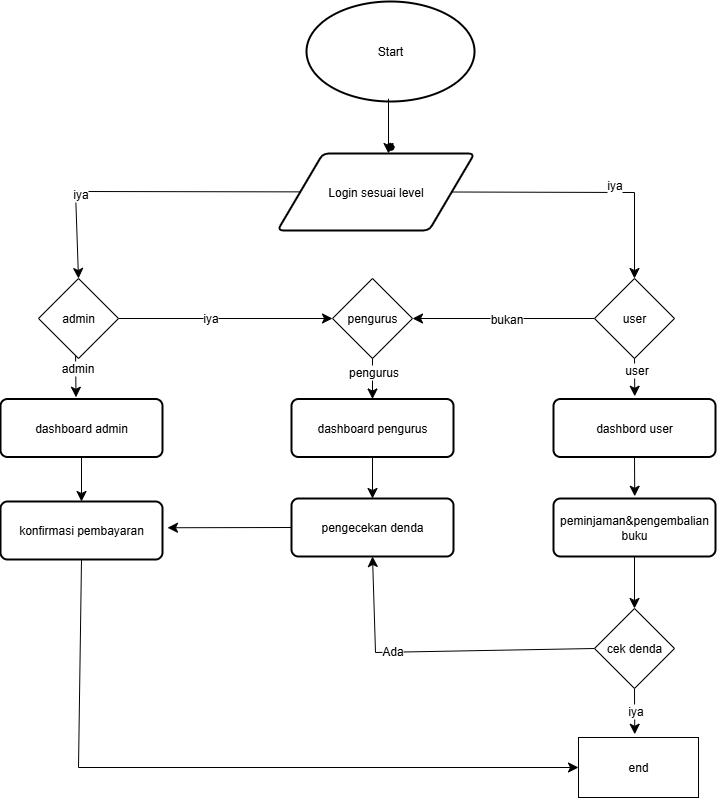 Start
Login sesuai level
iya
iya
admin
iya
pengurus
bukan
user
admin
pengurus
user
dashboard admin
dashboard pengurus
dashbord user
konfirmasi pembayaran
pengecekan denda
peminjaman&pengembalian
buku
Ada
cek denda
iya
end